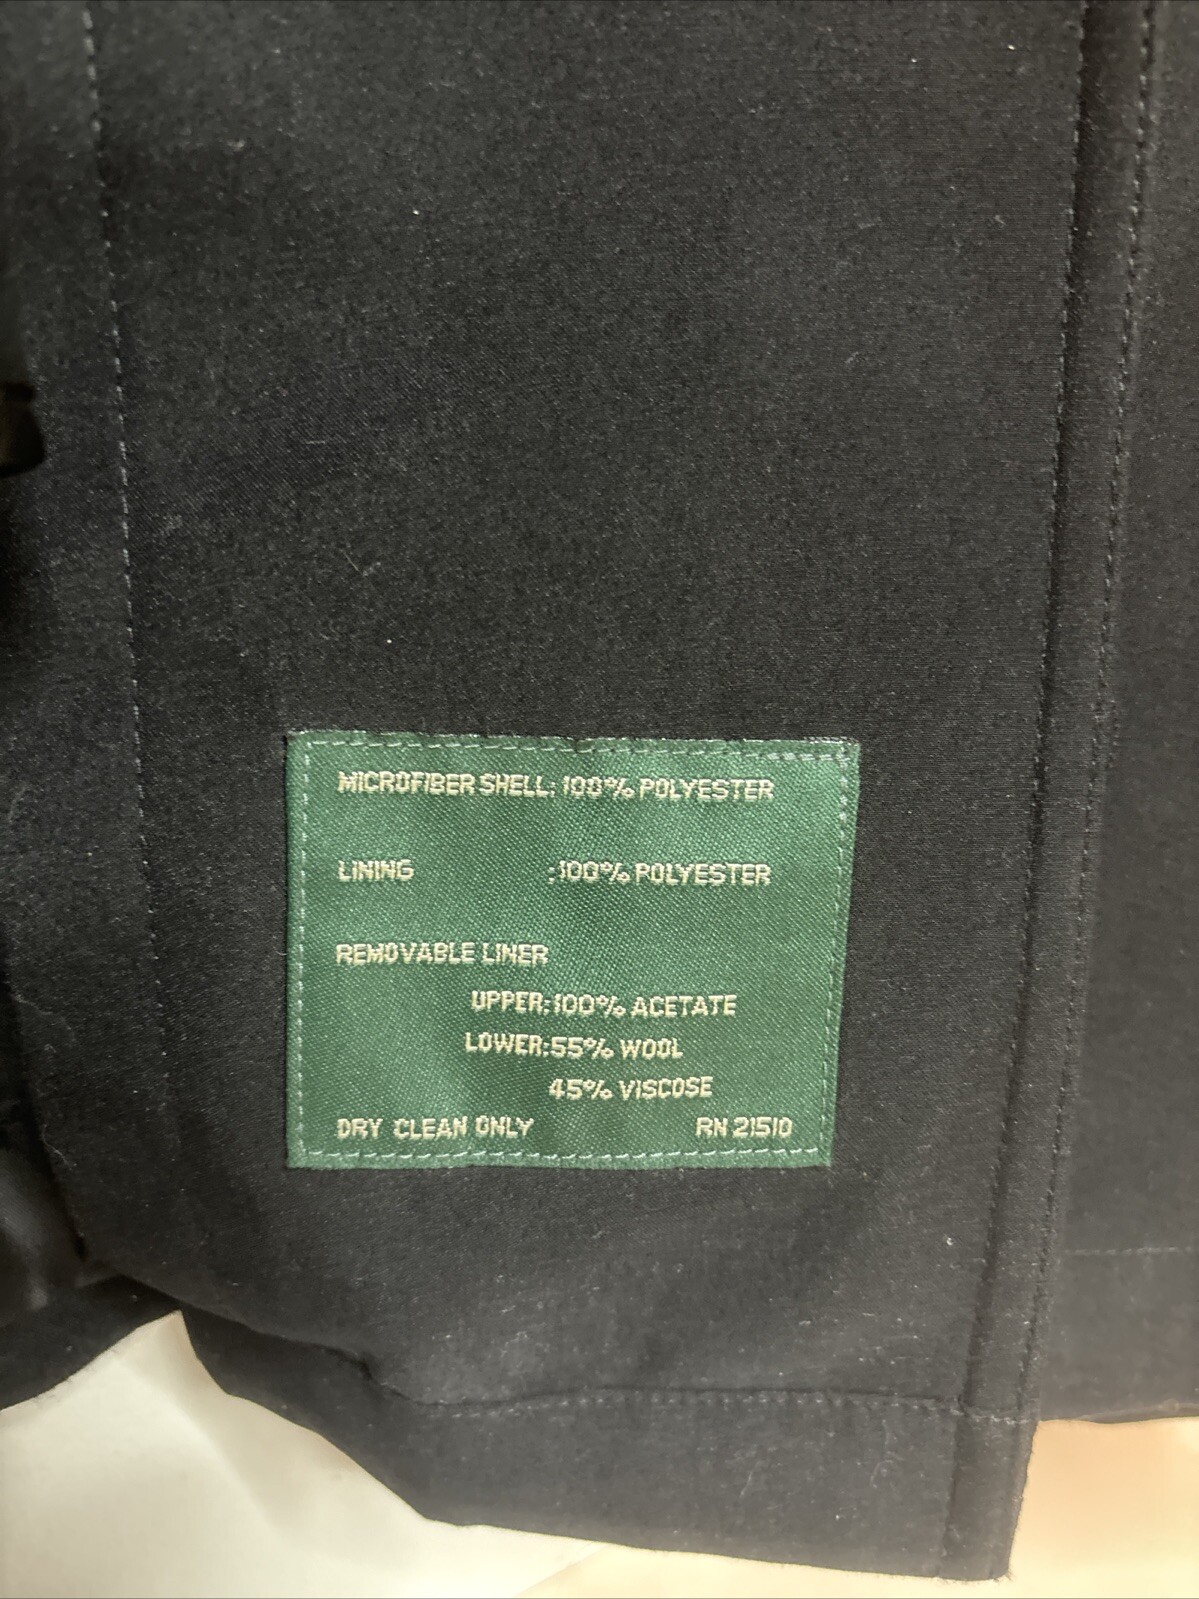 MICROFIBER SHELL: 100% POLYESTER
LINING :100% POLYESTER
REMOVABLE LINER
UPPER:100% ACETATE
LOWER:55% WOOL
45% VISCOSE
DRY CLEAN ONLY RN 21510